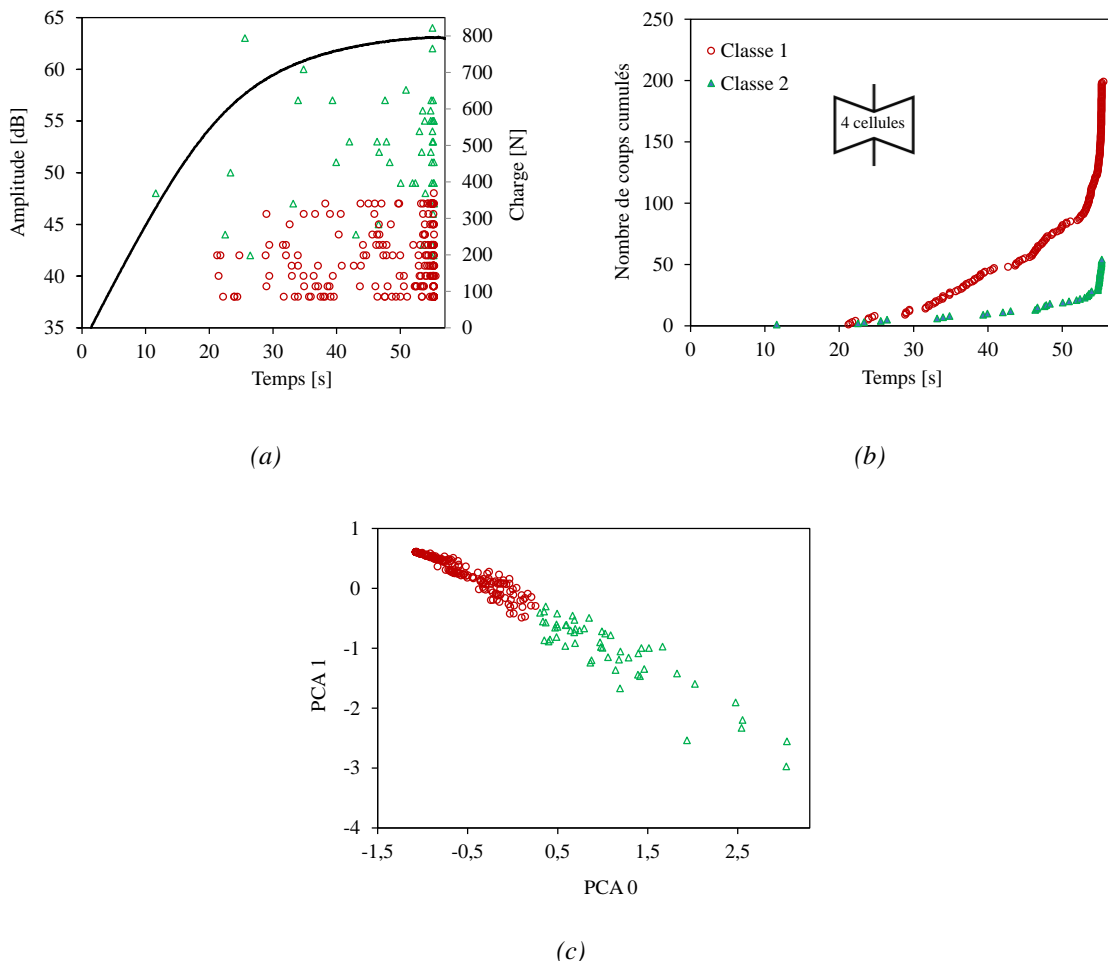 65
60
55
50
45
40
35
Amplitude [dB]
800
700
600
500
400
300
200
100
0
Charge [N]
0 10 20 30 40 50
Temps [s]
(a)
250
200
150
100
50
0
Nombre de coups cumulés
Classe 1
Classe 2
4 cellules
0 10 20 30 40 50
Temps [s]
(b)
1
0
-1
-2
-3
-4
PCA 1
-1,5 -0,5 0,5 1,5 2,5
PCA 0
(c)